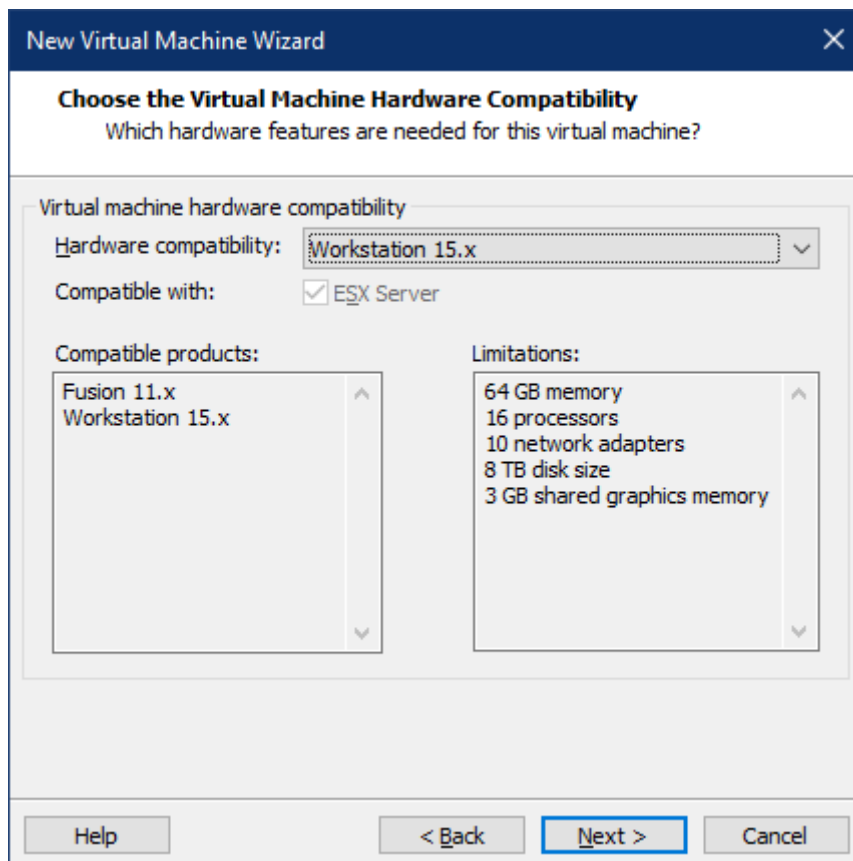 New Virtual Machine Wizard
Choose the Virtual Machine Hardware Compatibility
Which hardware features are needed for this virtual machine?
Virtual machine hardware compatibility
Hardware compatibility: Workstation 15.x
Compatible with: ESX Server
Compatible products:
Fusion 11.x
Workstation 15.x
Limitations:
64 GB memory
16 processors
10 network adapters
8 TB disk size
3 GB shared graphics memory
Help < Back Next > Cancel